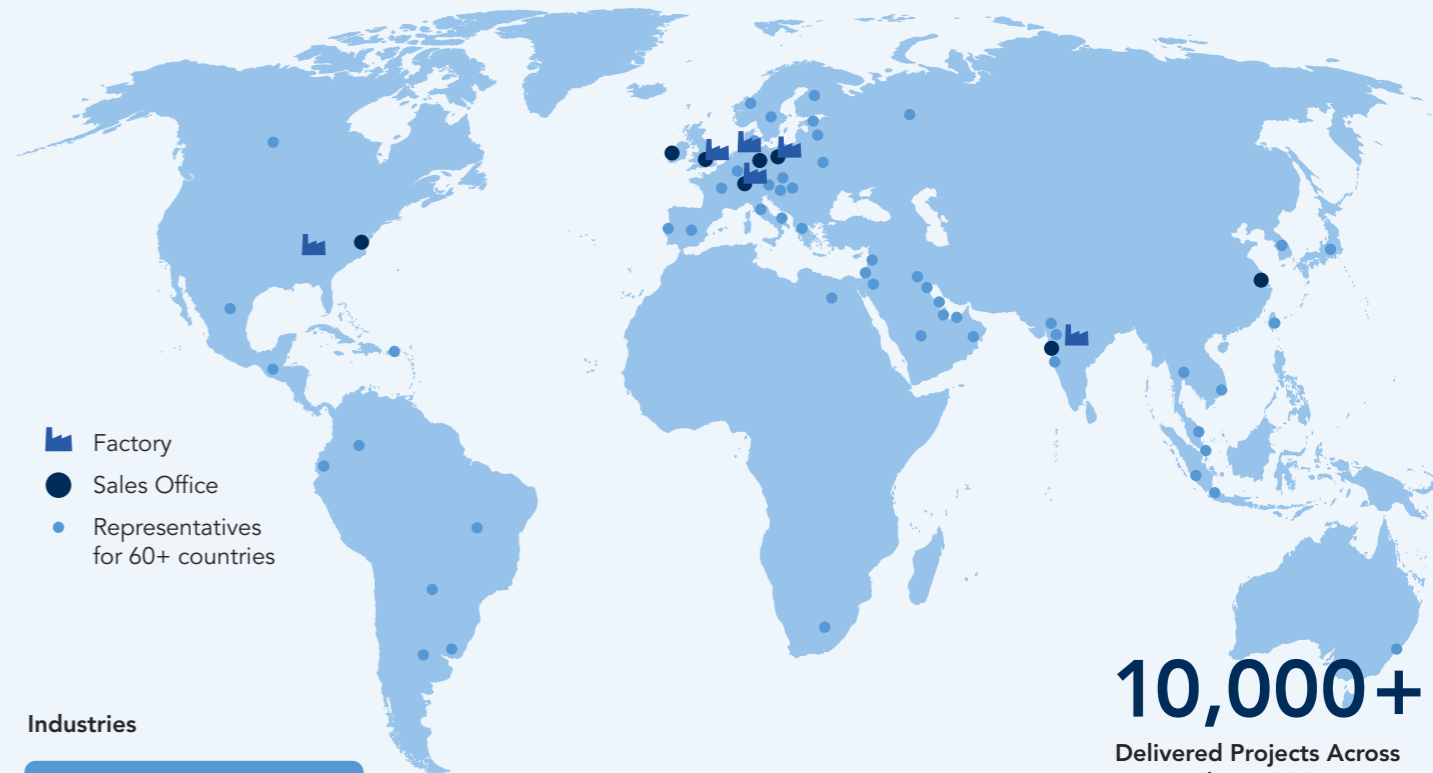 Factory
Sales Office
Representatives
for 60+ countries
Industries
10,000+
Delivered Projects Across